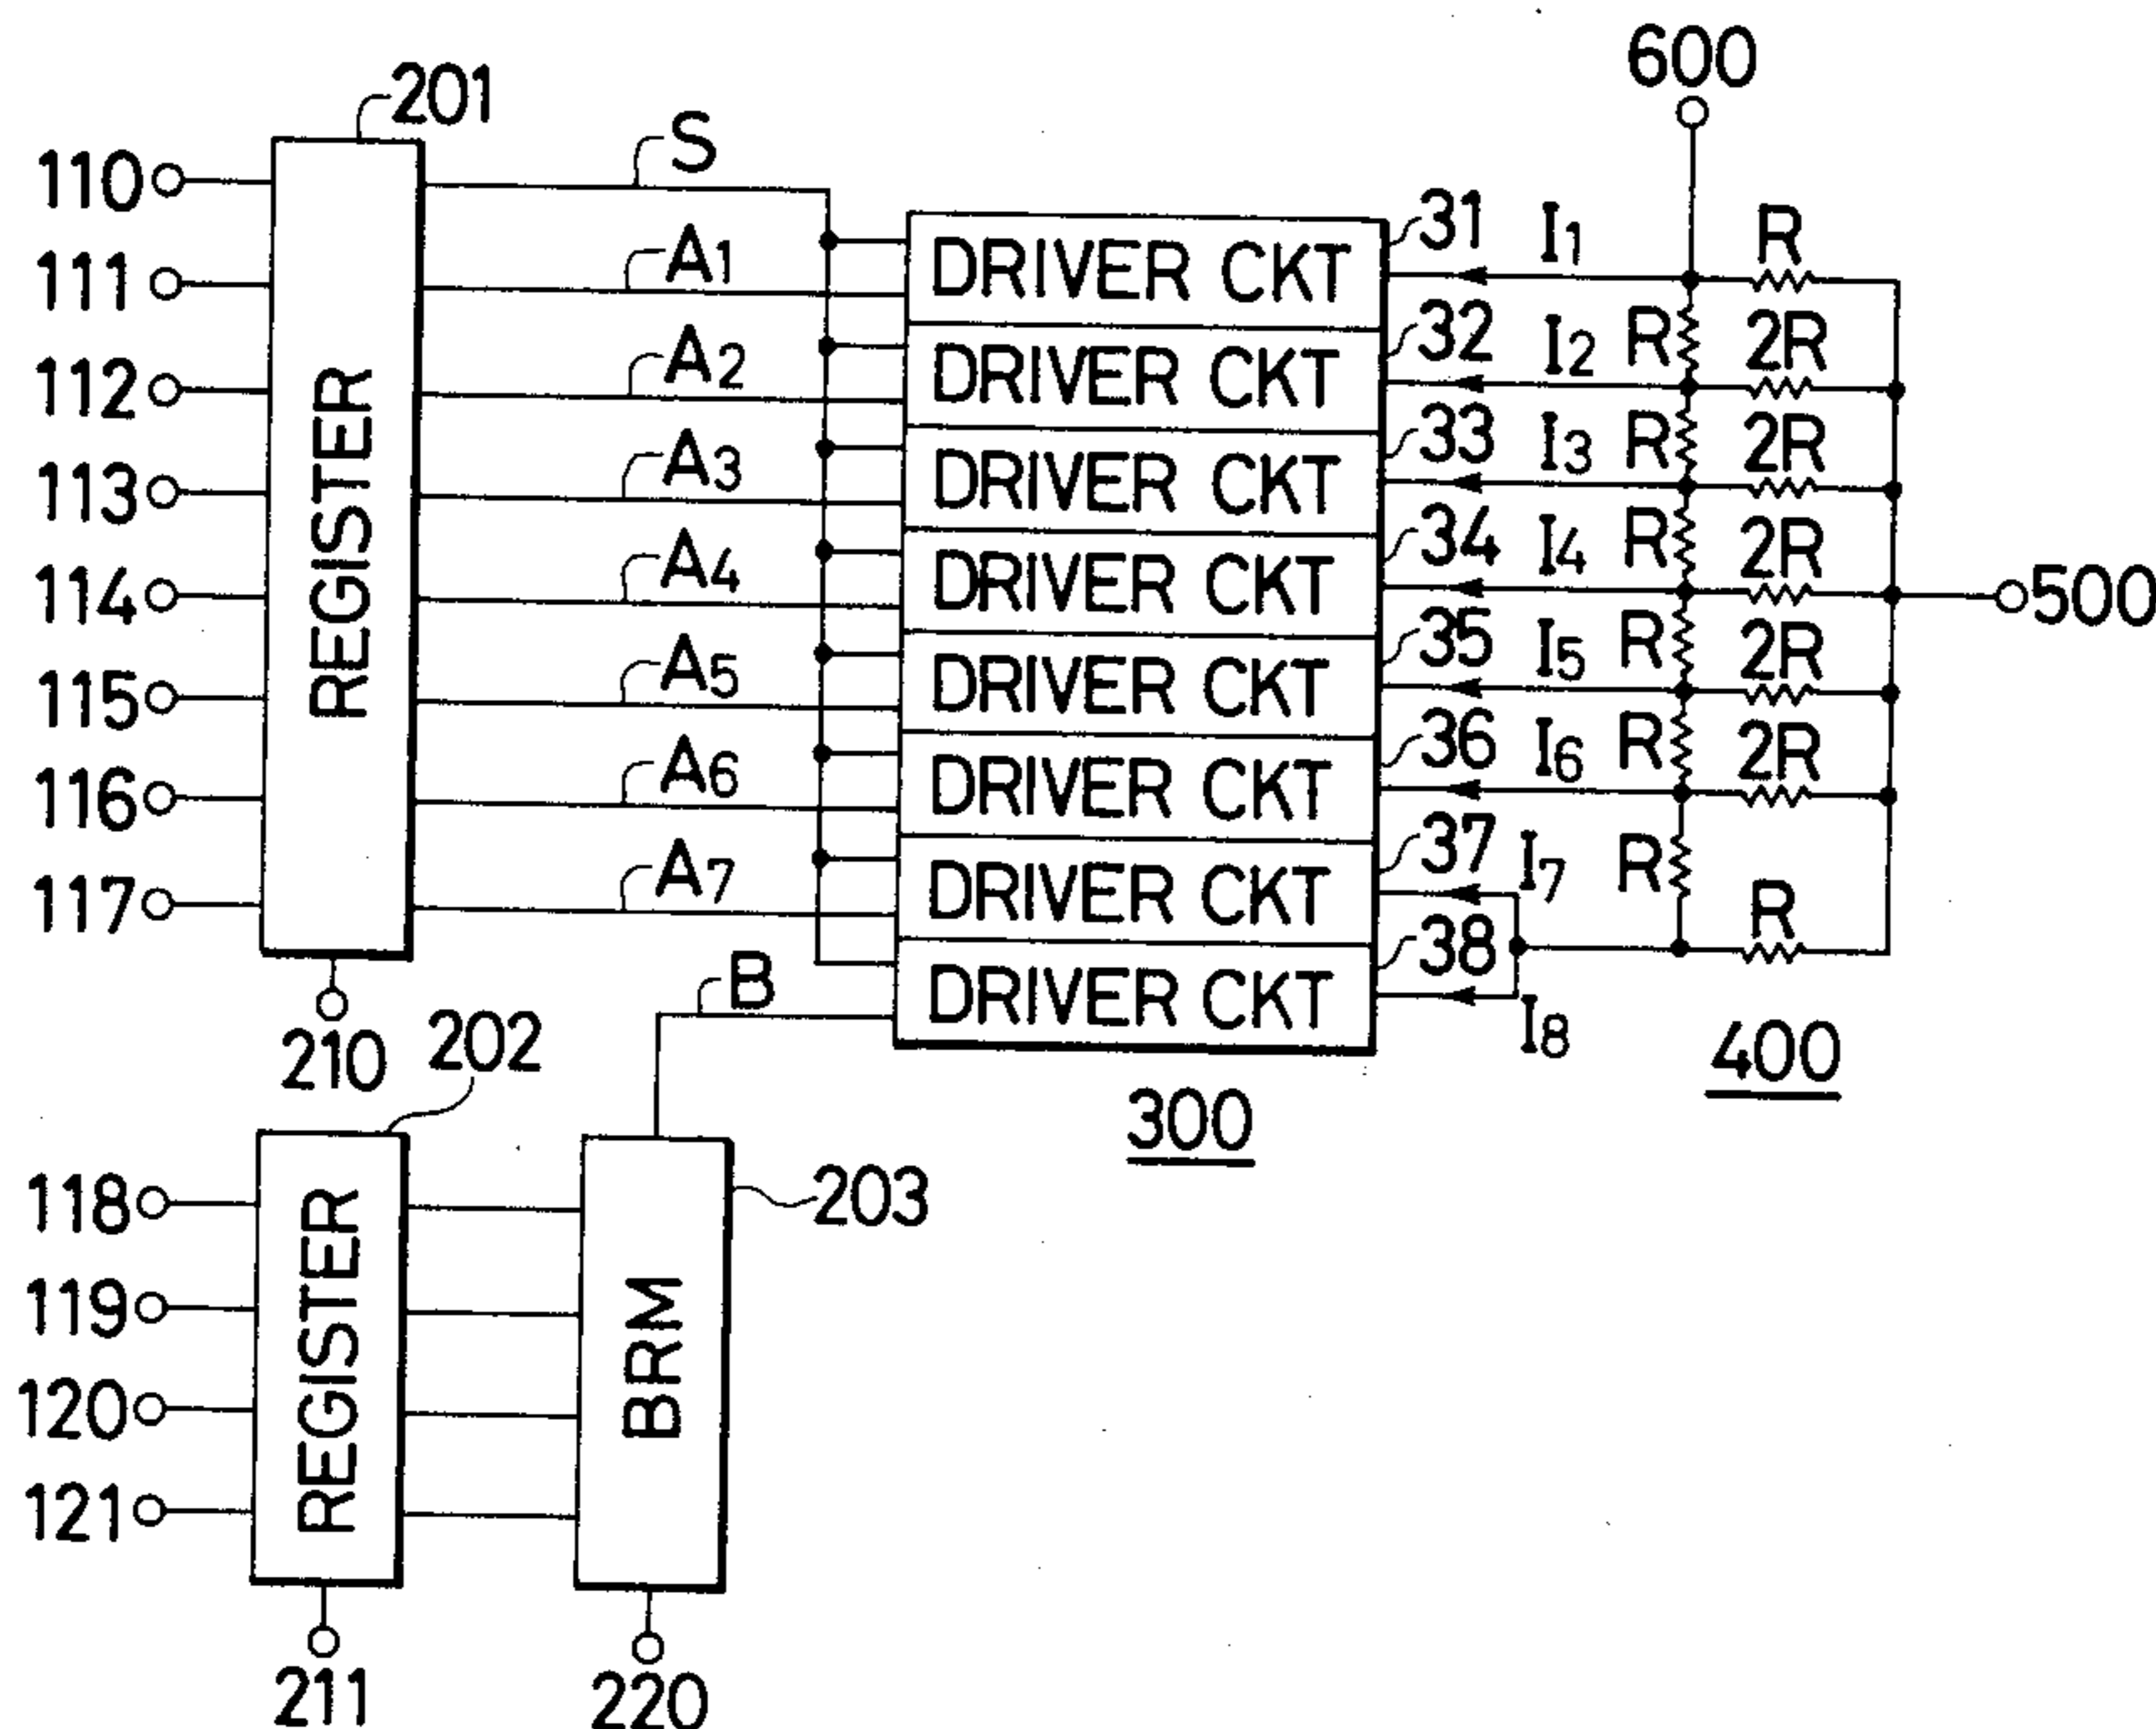 600
201
S
110
31
I1
R
DRIVER CKT
111
A1
32
I2
R
2R
DRIVER CKT
112
A2
33
I3
R
2R
DRIVER CKT
113
A3
34
I4
R
2R
DRIVER CKT
114
A4
500
35
I5
R
2R
DRIVER CKT
115
A5
36
I6
R
2R
DRIVER CKT
116
A6
37
I7
R
DRIVER CKT
117
A7
38
R
DRIVER CKT
I8
REGISTER
B
210
202
400
300
118
203
119
120
121
REGISTER
BRM
211
220